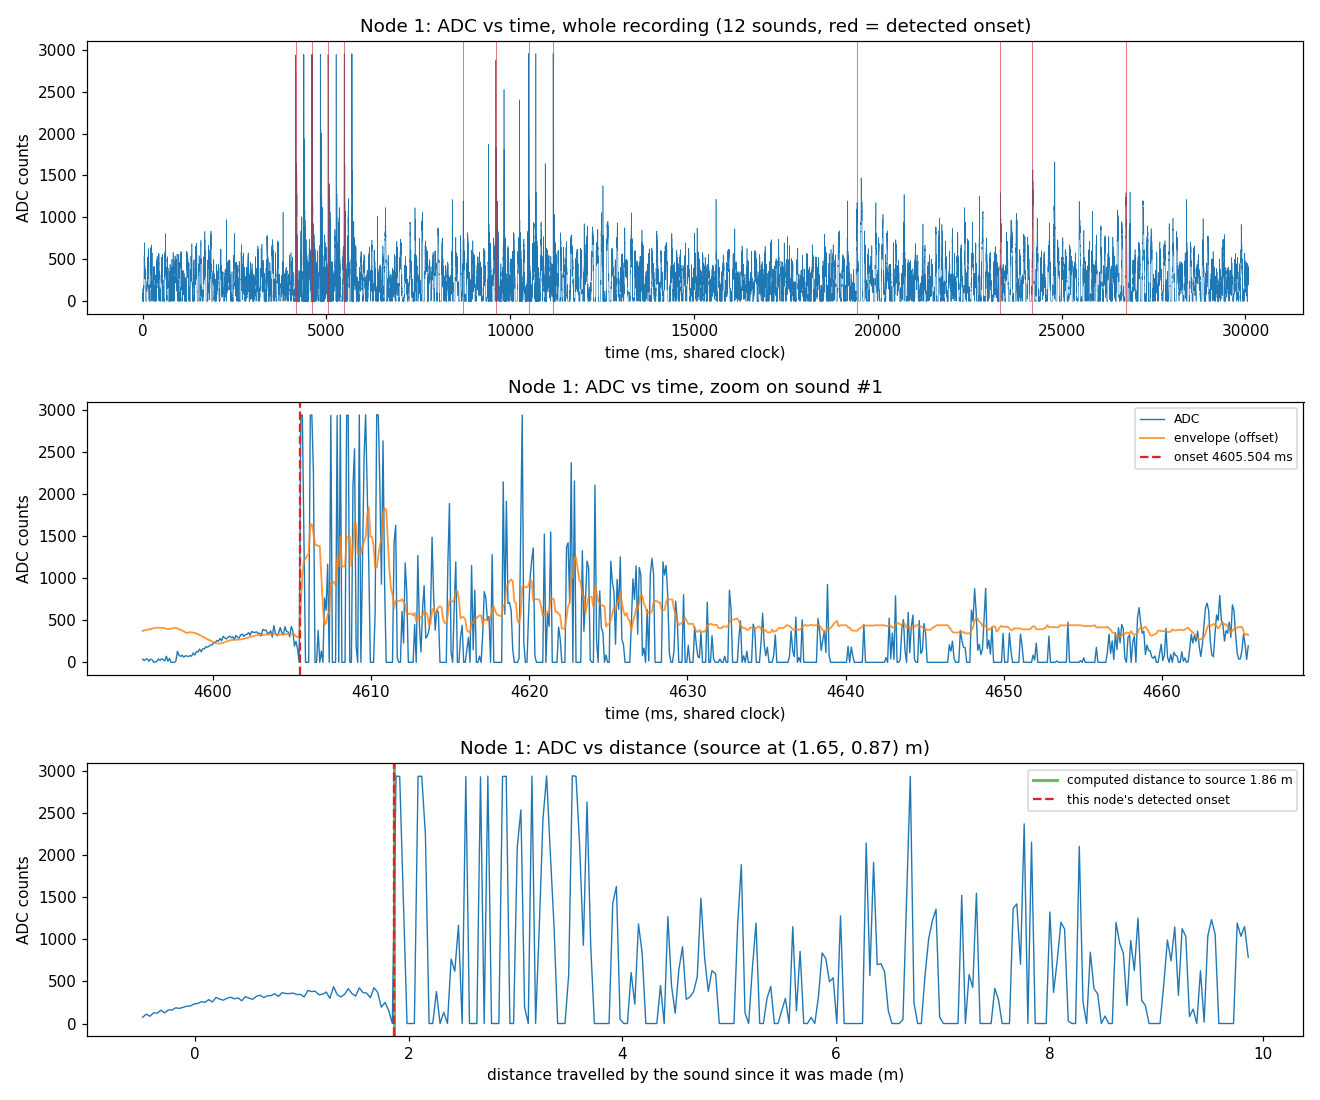 Node 1: ADC vs time, whole recording (12 sounds, red = detected onset)
3000
2500
2000
1500
1000
500
0
ADC counts
0 5000 10000 15000 20000 25000 30000
time (ms, shared clock)
Node 1: ADC vs time, zoom on sound #1
3000
2500
2000
1500
1000
500
0
ADC counts
ADC
envelope (offset)
onset 4605.504 ms
4600 4610 4620 4630 4640 4650 4660
time (ms, shared clock)
Node 1: ADC vs distance (source at (1.65, 0.87) m)
3000
2500
2000
1500
1000
500
0
ADC counts
computed distance to source 1.86 m
this node's detected onset
0 2 4 6 8 10
distance travelled by the sound since it was made (m)